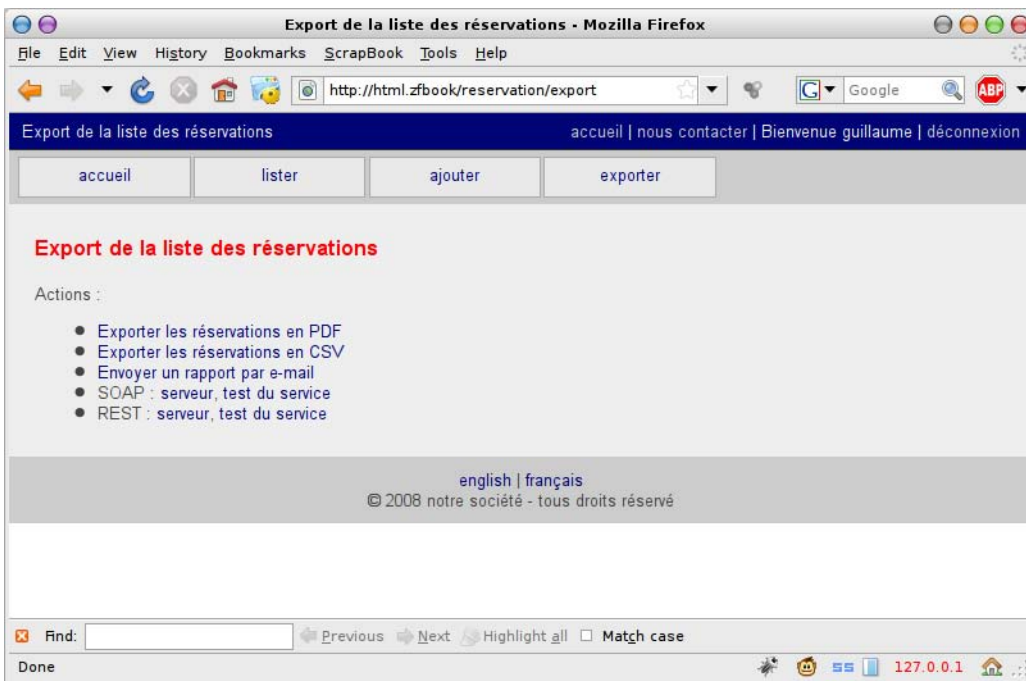 Export de la liste des réservations - Mozilla Firefox
File Edit View History Bookmarks ScrapBook Tools Help
http://html.zfbook/reservation/export G Google ABP
Export de la liste des réservations accueil | nous contacter | Bienvenue guillaume | déconnexion
accueil lister ajouter exporter
Export de la liste des réservations
Actions :
Exporter les réservations en PDF
Exporter les réservations en CSV
Envoyer un rapport par e-mail
SOAP : serveur, test du service
REST : serveur, test du service
english | français
© 2008 notre société - tous droits réservé
Find: Previous Next Highlight all Match case
Done 127.0.0.1